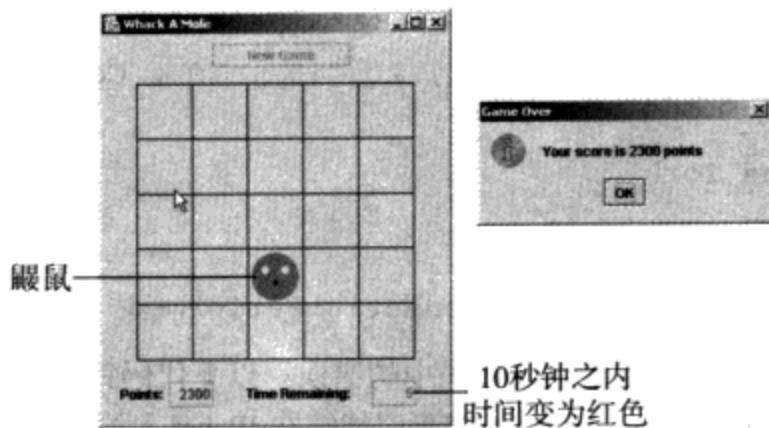 Whack A Mole
New Game
Game Over
Your score is 2300 points
OK
鼹鼠
Points: 2300 Time Remaining:
10秒钟之内
时间变为红色